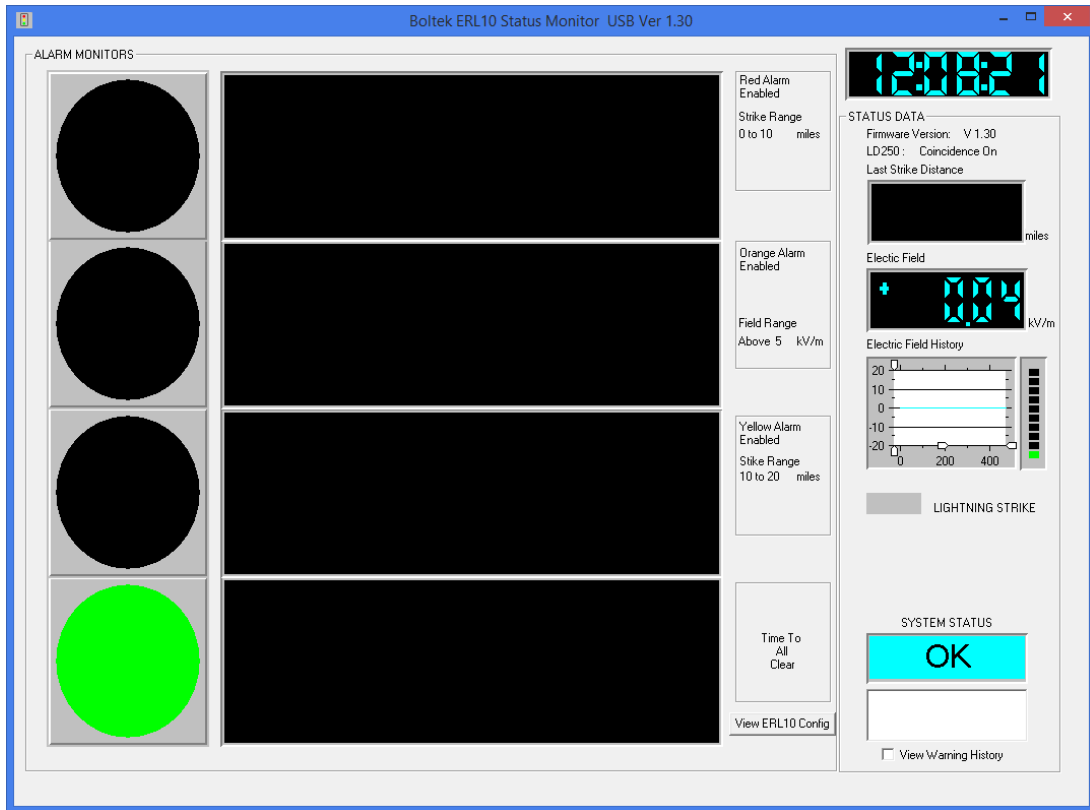 Boltek ERL10 Status Monitor USB Ver 1.30
ALARM MONITORS
Red Alarm
Enabled
Strike Range
0 to 10 miles
Orange Alarm
Enabled
Field Range
Above 5 kV/m
Yellow Alarm
Enabled
Stike Range
10 to 20 miles
Time To
All
Clear
View ERL10 Config
12:08:21
STATUS DATA
Firmware Version: V 1.30
LD250 : Coincidence On
Last Strike Distance
miles
Electic Field
+ 0.04 kV/m
Electric Field History
20
10
0
-10
-20
0 200 400
LIGHTNING STRIKE
SYSTEM STATUS
OK
View Warning History